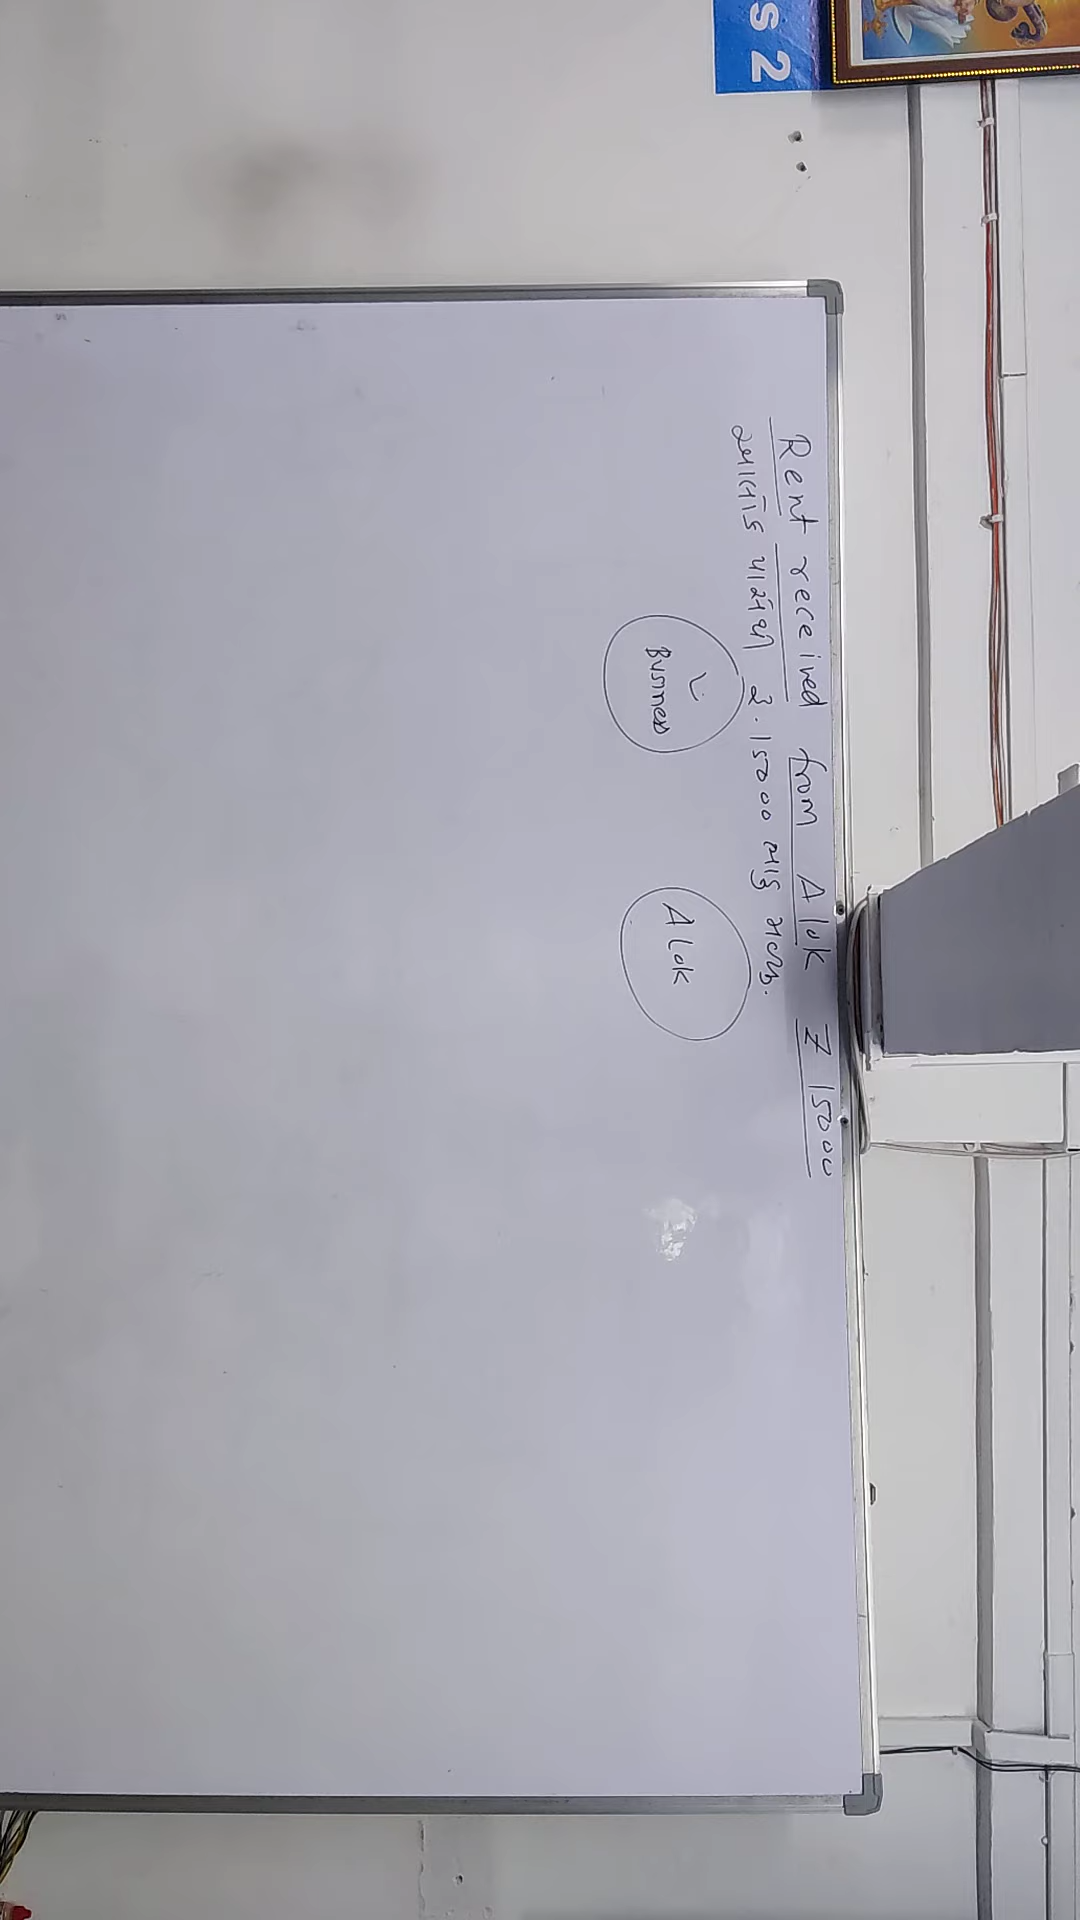 s 2
Rent received from Alok ₹ 15000
આલોક પાસેથી રૂ. 15000 ભાડું મળ્યું.
Business
Alok